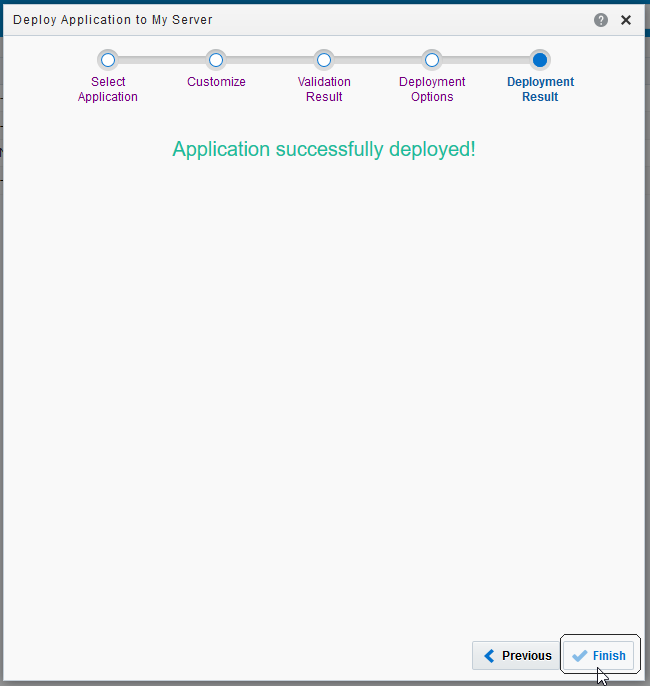 Deploy Application to My Server
Select
Application
Customize
Validation
Result
Deployment
Options
Deployment
Result
Application successfully deployed!
Previous
Finish